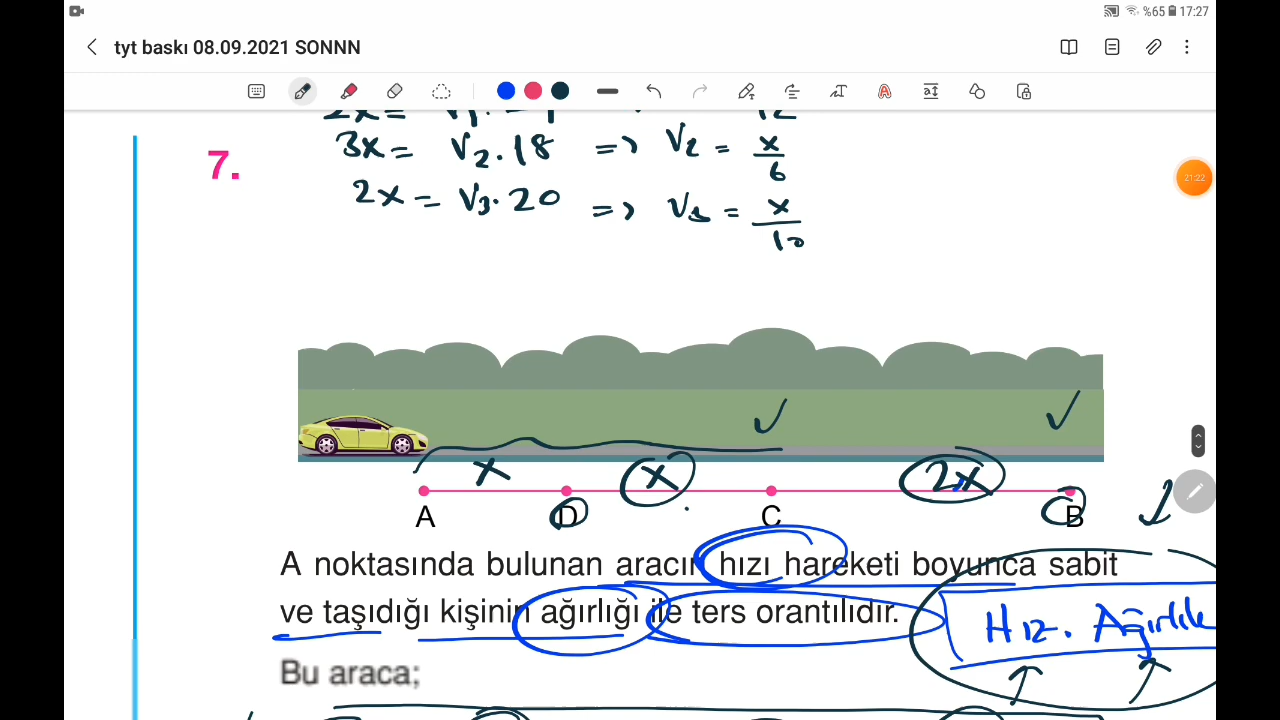 %65 17:27
tyt baskı 08.09.2021 SONNN
3x = V2 . 18 => V2 = x/6
7.
21:22
2x = V3 . 20 => V3 = x/10
x x 2x
A D C B
A noktasında bulunan aracın hızı hareketi boyunca sabit
ve taşıdığı kişinin ağırlığı ile ters orantılıdır.
Hız . Ağırlık
Bu araca;